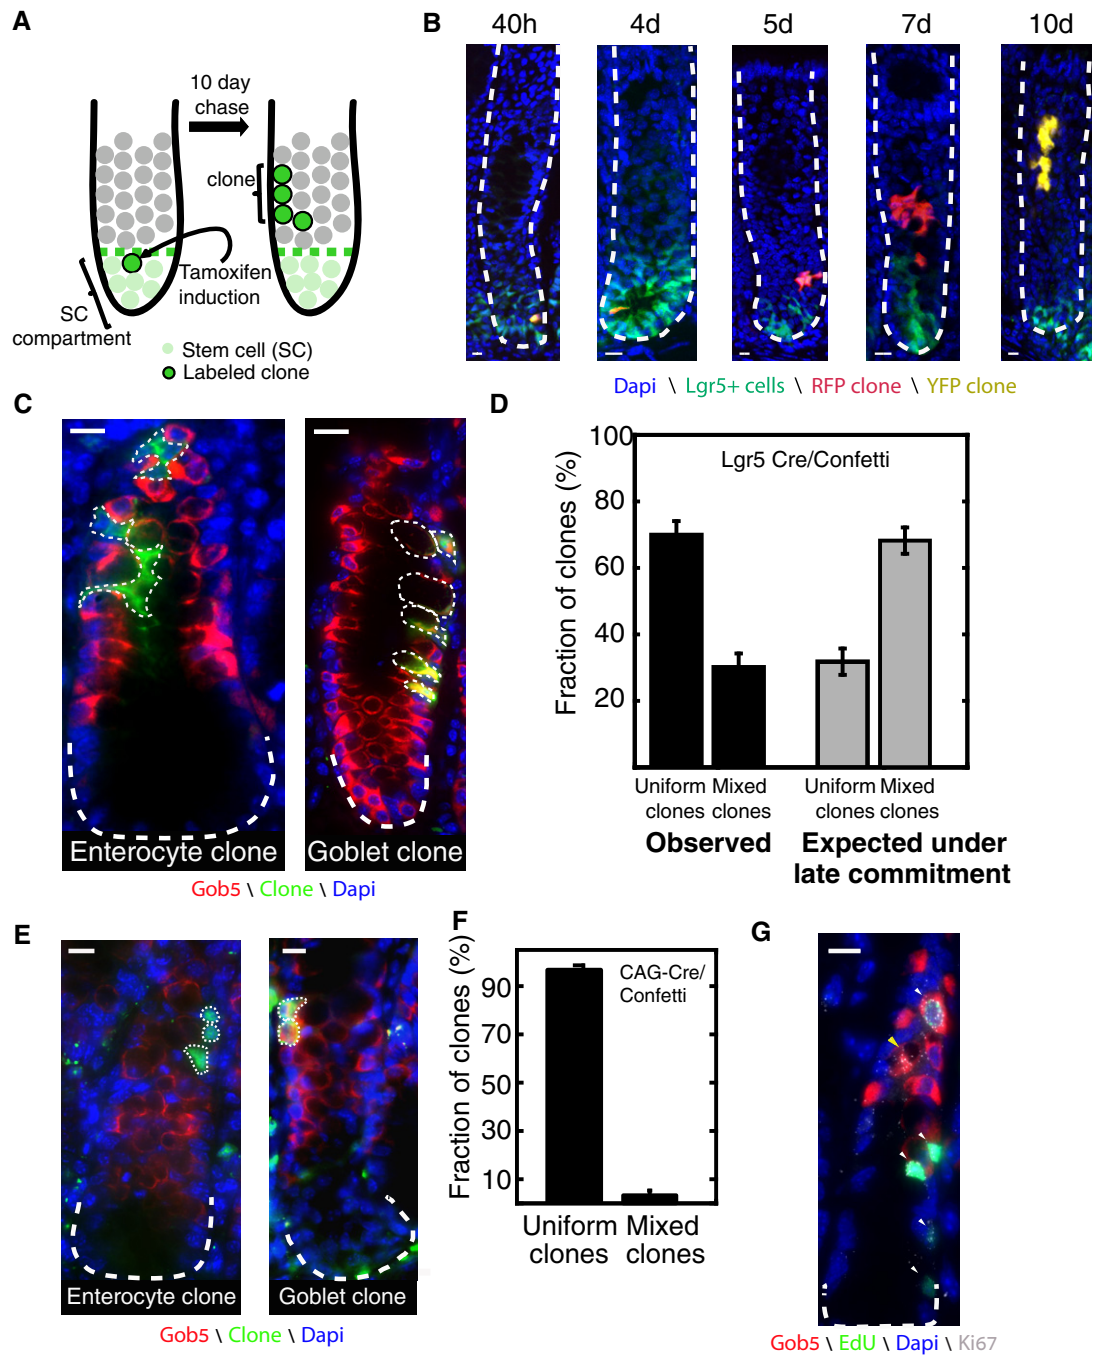 A
10 day
chase
clone
Tamoxifen
induction
SC
compartment
Stem cell (SC)
Labeled clone
B
40h
4d
5d
7d
10d
Dapi \ Lgr5+ cells \ RFP clone \ YFP clone
C
Enterocyte clone
Goblet clone
Gob5 \ Clone \ Dapi
D
Fraction of clones (%)
100
80
60
40
20
Lgr5 Cre/Confetti
Uniform Mixed
clones clones
Observed
Uniform Mixed
clones clones
Expected under
late commitment
E
Enterocyte clone
Goblet clone
Gob5 \ Clone \ Dapi
F
Fraction of clones (%)
90
70
50
30
10
CAG-Cre/
Confetti
Uniform Mixed
clones clones
G
Gob5 \ EdU \ Dapi \ Ki67